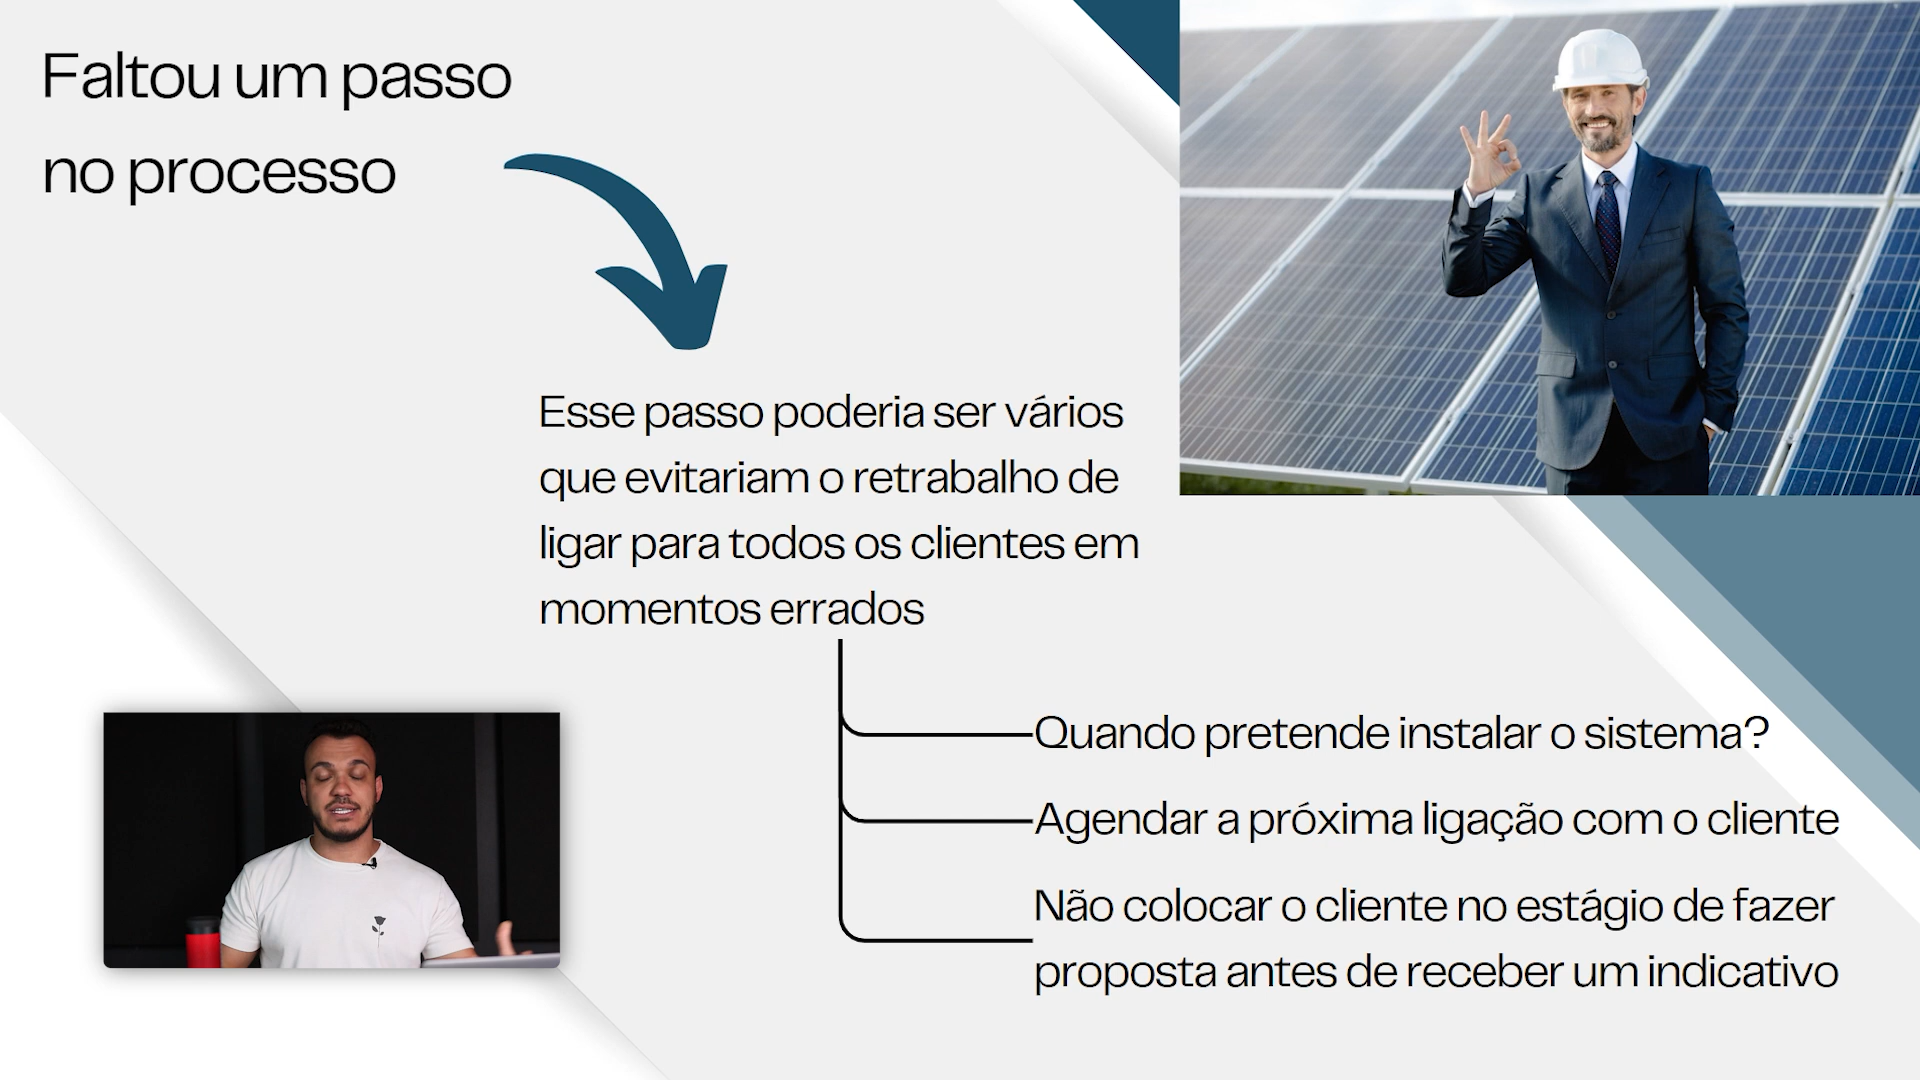 Faltou um passo
no processo
Esse passo poderia ser vários
que evitariam o retrabalho de
ligar para todos os clientes em
momentos errados
Quando pretende instalar o sistema?
Agendar a próxima ligação com o cliente
Não colocar o cliente no estágio de fazer
proposta antes de receber um indicativo